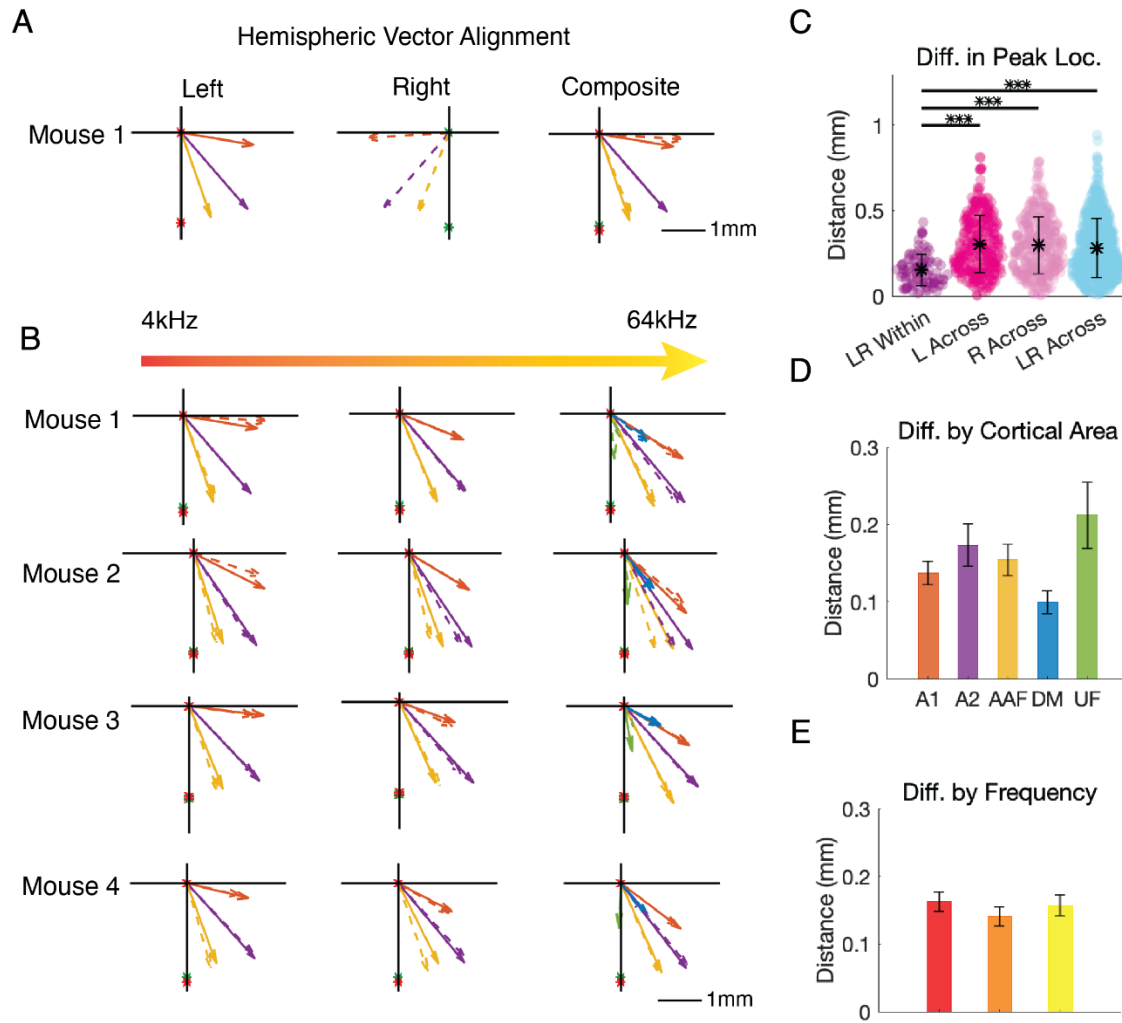 A
Hemispheric Vector Alignment
Left
Right
Composite
Mouse 1
1mm
B
4kHz
64kHz
Mouse 1
Mouse 2
Mouse 3
Mouse 4
1mm
C
Diff. in Peak Loc.
***
***
***
1
0.5
0
Distance (mm)
LR Within
L Across
R Across
LR Across
D
Diff. by Cortical Area
0.3
0.2
0.1
0
Distance (mm)
A1 A2 AAF DM UF
E
Diff. by Frequency
0.3
0.2
0.1
0
Distance (mm)